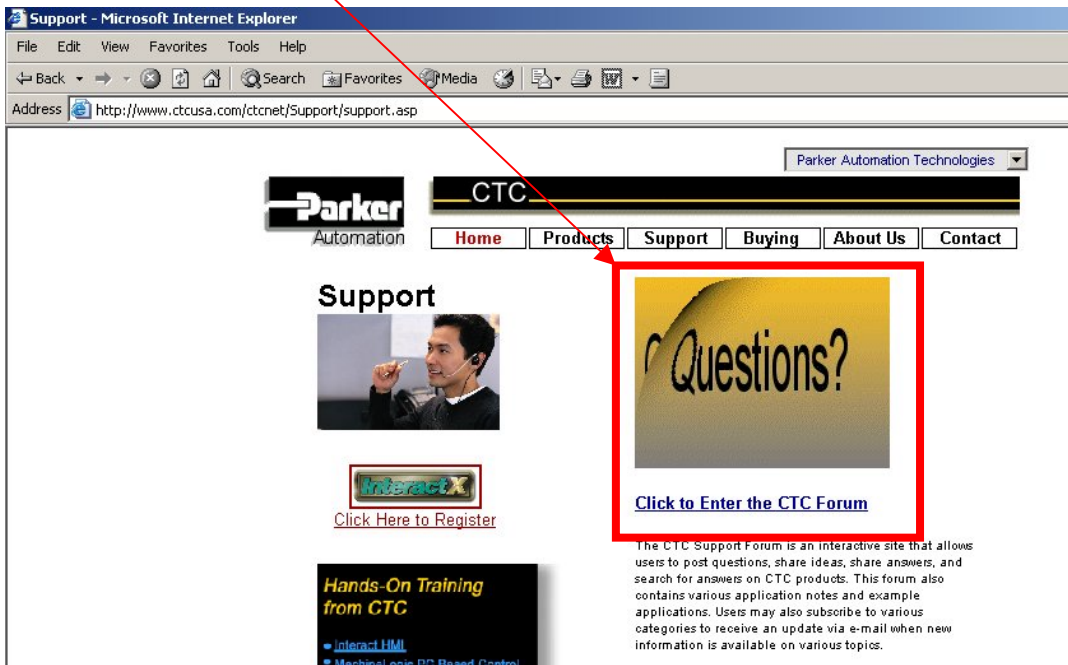 Support - Microsoft Internet Explorer
File Edit View Favorites Tools Help
Back Search Favorites Media
Address http://www.ctcusa.com/ctcnet/Support/support.asp
Parker Automation Technologies
Parker
Automation
CTC
Home Products Support Buying About Us Contact
Support
InteractX
Click Here to Register
Hands-On Training
from CTC
Interact HMI
MachineLogic PC Based Control
Questions?
Click to Enter the CTC Forum
The CTC Support Forum is an interactive site that allows
users to post questions, share ideas, share answers, and
search for answers on CTC products. This forum also
contains various application notes and example
applications. Users may also subscribe to various
categories to receive an update via e-mail when new
information is available on various topics.